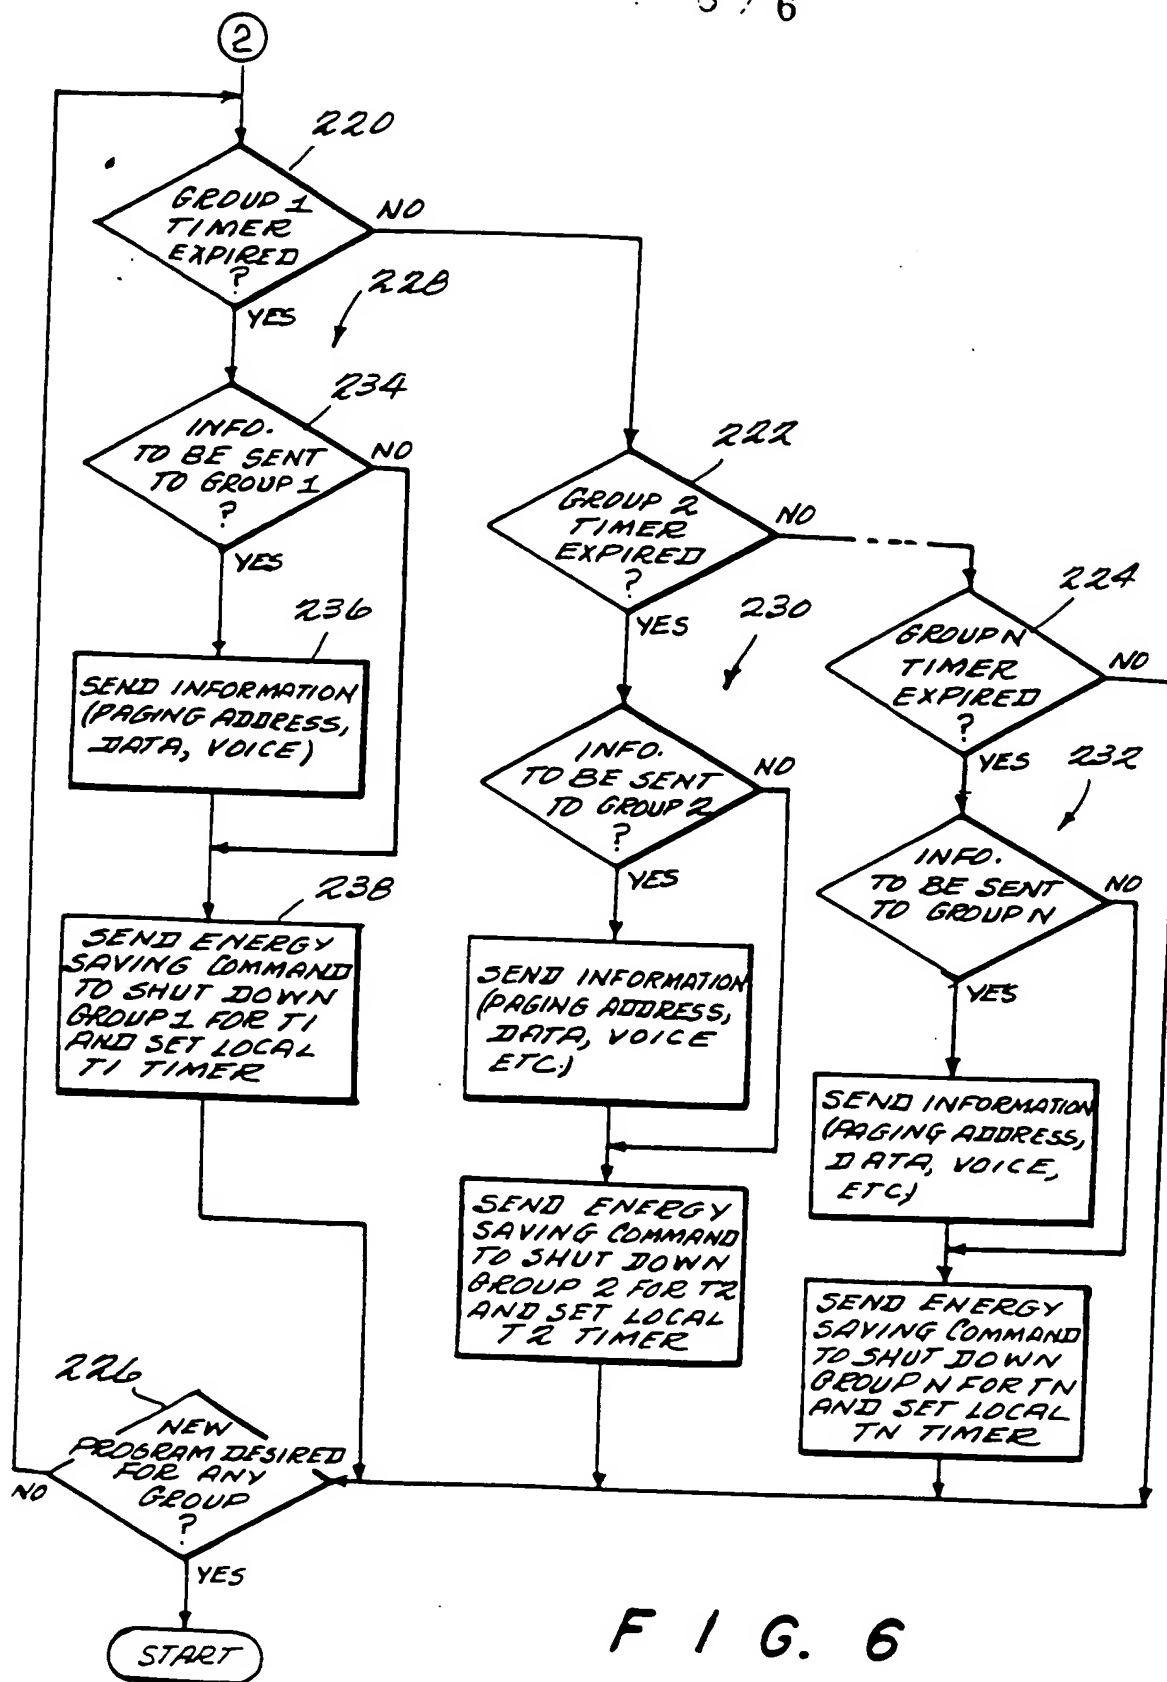 5 / 6
2
220
GROUP 1
TIMER
EXPIRED
?
NO
YES
228
234
INFO.
TO BE SENT
TO GROUP 1
?
NO
YES
236
SEND INFORMATION
(PAGING ADDRESS,
DATA, VOICE)
238
SEND ENERGY
SAVING COMMAND
TO SHUT DOWN
GROUP 1 FOR T1
AND SET LOCAL
T1 TIMER
222
GROUP 2
TIMER
EXPIRED
?
NO
YES
230
INFO.
TO BE SENT
TO GROUP 2
?
NO
YES
SEND INFORMATION
(PAGING ADDRESS,
DATA, VOICE
ETC.)
SEND ENERGY
SAVING COMMAND
TO SHUT DOWN
GROUP 2 FOR T2
AND SET LOCAL
T2 TIMER
224
GROUP N
TIMER
EXPIRED
?
NO
YES
232
INFO.
TO BE SENT
TO GROUP N
NO
YES
SEND INFORMATION
(PAGING ADDRESS,
DATA, VOICE,
ETC)
SEND ENERGY
SAVING COMMAND
TO SHUT DOWN
GROUP N FOR TN
AND SET LOCAL
TN TIMER
226
NEW
PROGRAM DESIRED
FOR ANY
GROUP
?
NO
YES
START
FIG. 6